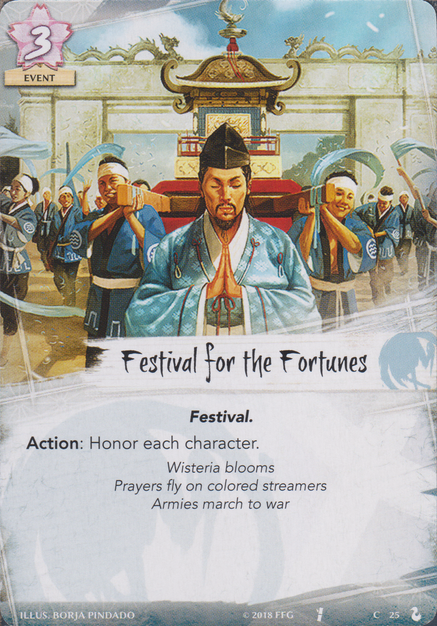 3
EVENT
Festival for the Fortunes
Festival.
Action: Honor each character.
Wisteria blooms
Prayers fly on colored streamers
Armies march to war
ILLUS. BORJA PINDADO © 2018 FFG C 25